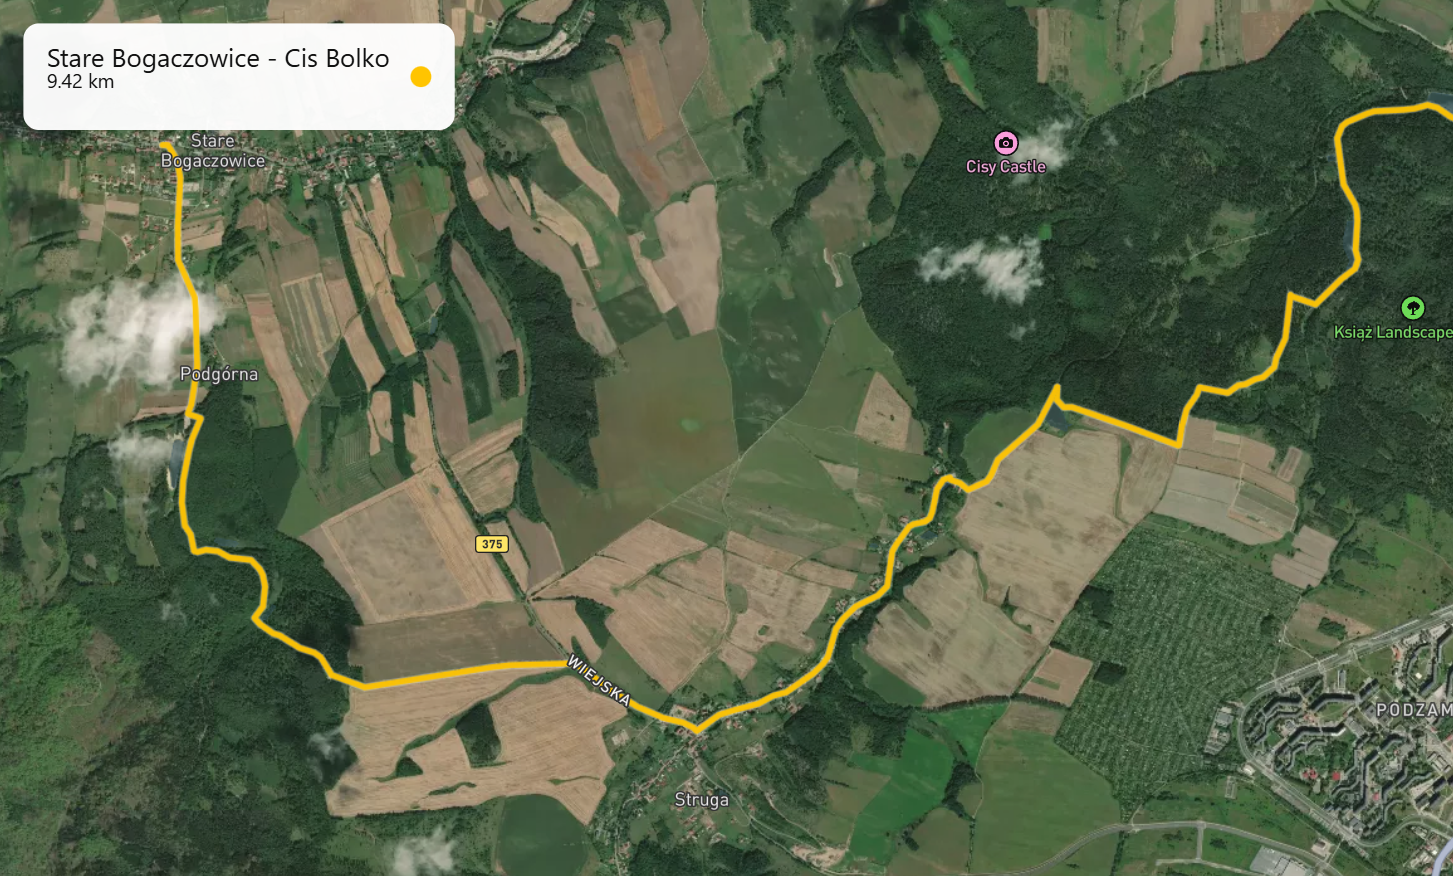 Stare Bogaczowice - Cis Bolko
9.42 km
Stare
Bogaczowice
Cisy Castle
Książ Landscape
Podgórna
375
WIEJSKA
PODZAM
Struga